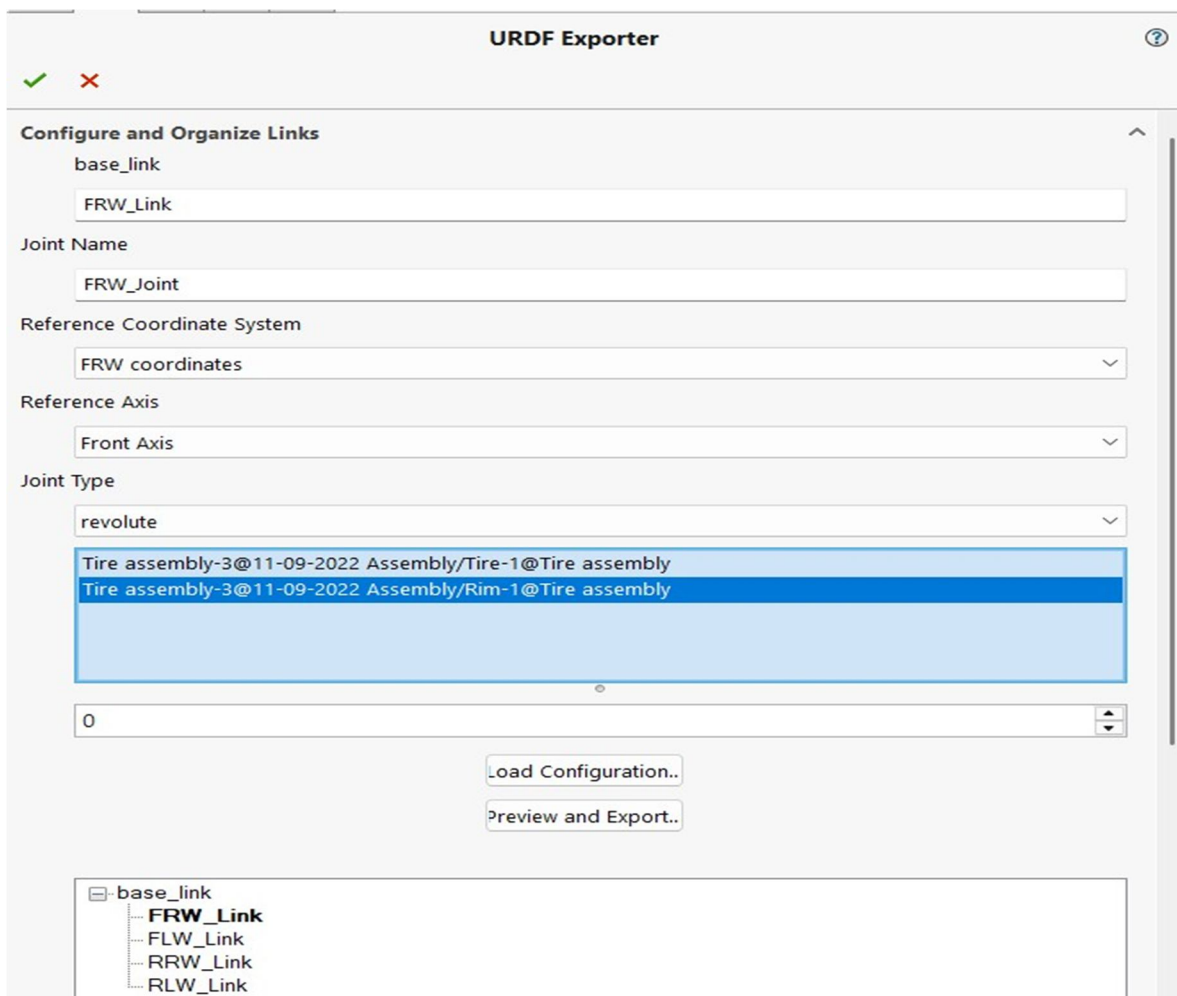 URDF Exporter
Configure and Organize Links
base_link
FRW_Link
Joint Name
FRW_Joint
Reference Coordinate System
FRW coordinates
Reference Axis
Front Axis
Joint Type
revolute
Tire assembly-3@11-09-2022 Assembly/Tire-1@Tire assembly
Tire assembly-3@11-09-2022 Assembly/Rim-1@Tire assembly
0
Load Configuration..
Preview and Export..
base_link
FRW_Link
FLW_Link
RRW_Link
RLW_Link